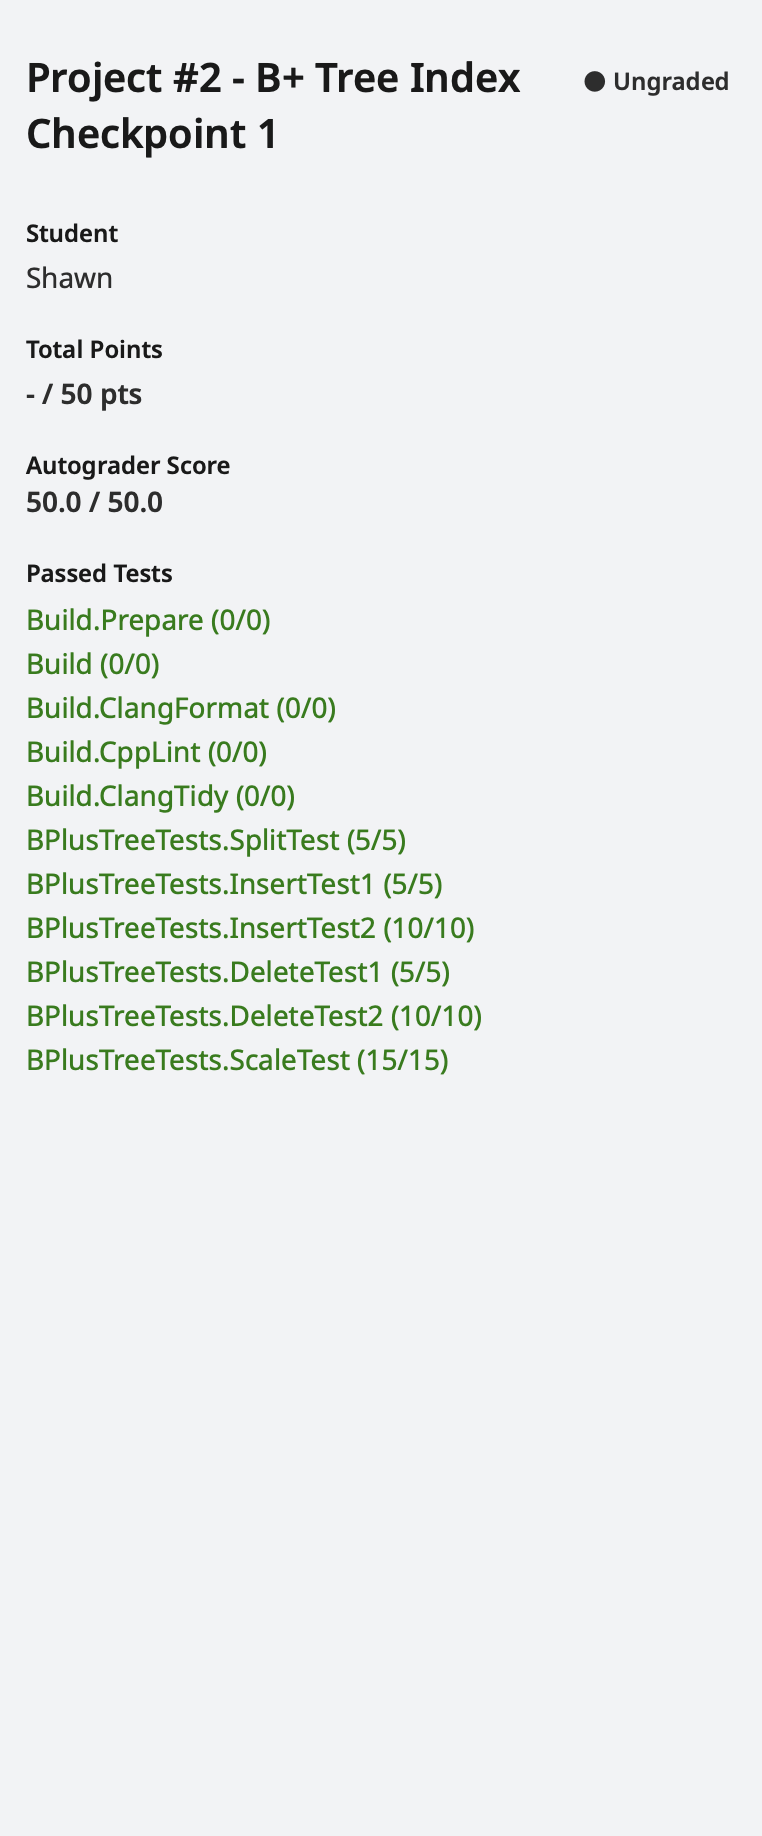 Project #2 - B+ Tree Index
Checkpoint 1
Ungraded
Student
Shawn
Total Points
- / 50 pts
Autograder Score
50.0 / 50.0
Passed Tests
Build.Prepare (0/0)
Build (0/0)
Build.ClangFormat (0/0)
Build.CppLint (0/0)
Build.ClangTidy (0/0)
BPlusTreeTests.SplitTest (5/5)
BPlusTreeTests.InsertTest1 (5/5)
BPlusTreeTests.InsertTest2 (10/10)
BPlusTreeTests.DeleteTest1 (5/5)
BPlusTreeTests.DeleteTest2 (10/10)
BPlusTreeTests.ScaleTest (15/15)